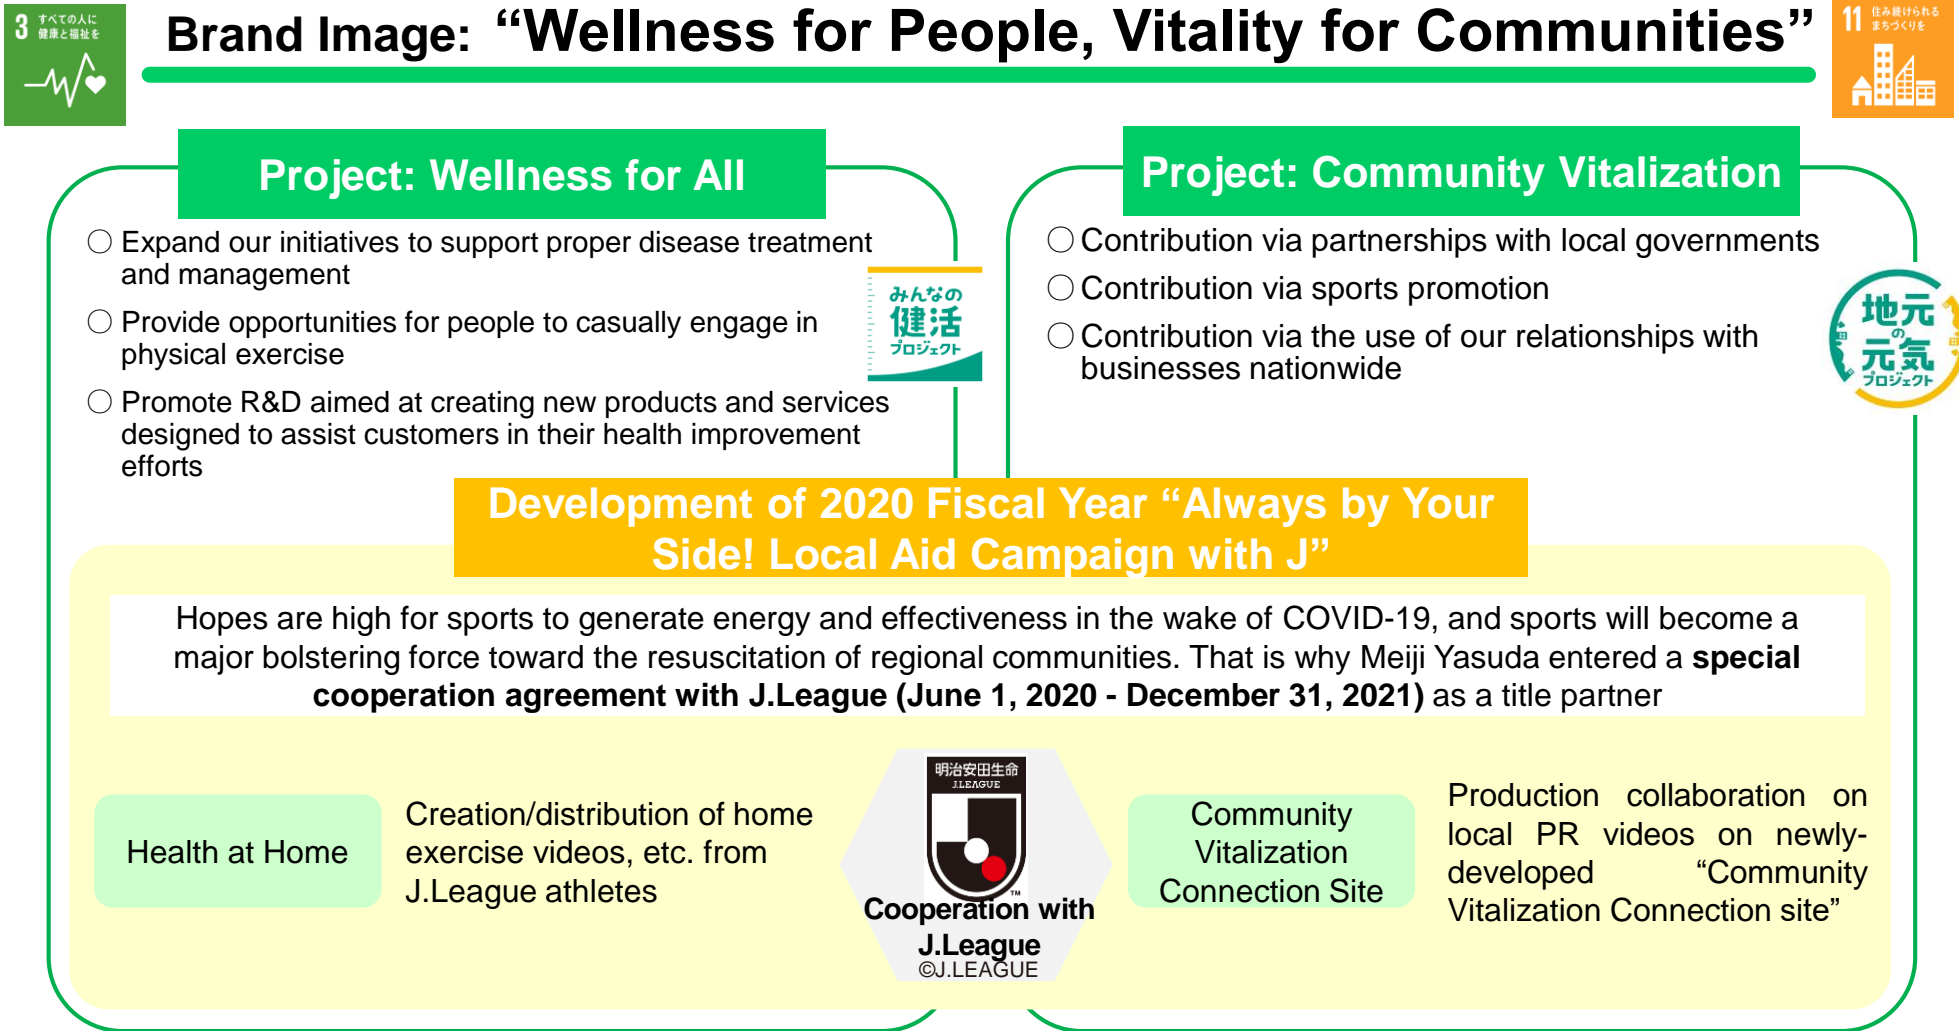 3 すべての人に
健康と福祉を
Brand Image: “Wellness for People, Vitality for Communities”
11 住み続けられる
まちづくりを
Project: Wellness for All
○ Expand our initiatives to support proper disease treatment
and management
○ Provide opportunities for people to casually engage in
physical exercise
○ Promote R&D aimed at creating new products and services
designed to assist customers in their health improvement
efforts
みんなの
健活
プロジェクト
Project: Community Vitalization
○ Contribution via partnerships with local governments
○ Contribution via sports promotion
○ Contribution via the use of our relationships with
businesses nationwide
地元
の
元気
プロジェクト
Development of 2020 Fiscal Year “Always by Your
Side! Local Aid Campaign with J”
Hopes are high for sports to generate energy and effectiveness in the wake of COVID-19, and sports will become a
major bolstering force toward the resuscitation of regional communities. That is why Meiji Yasuda entered a special
cooperation agreement with J.League (June 1, 2020 - December 31, 2021) as a title partner
Health at Home
Creation/distribution of home
exercise videos, etc. from
J.League athletes
明治安田生命
J.LEAGUE
TM
Cooperation with
J.League
©J.LEAGUE
Community
Vitalization
Connection Site
Production collaboration on
local PR videos on newly-
developed “Community
Vitalization Connection site”